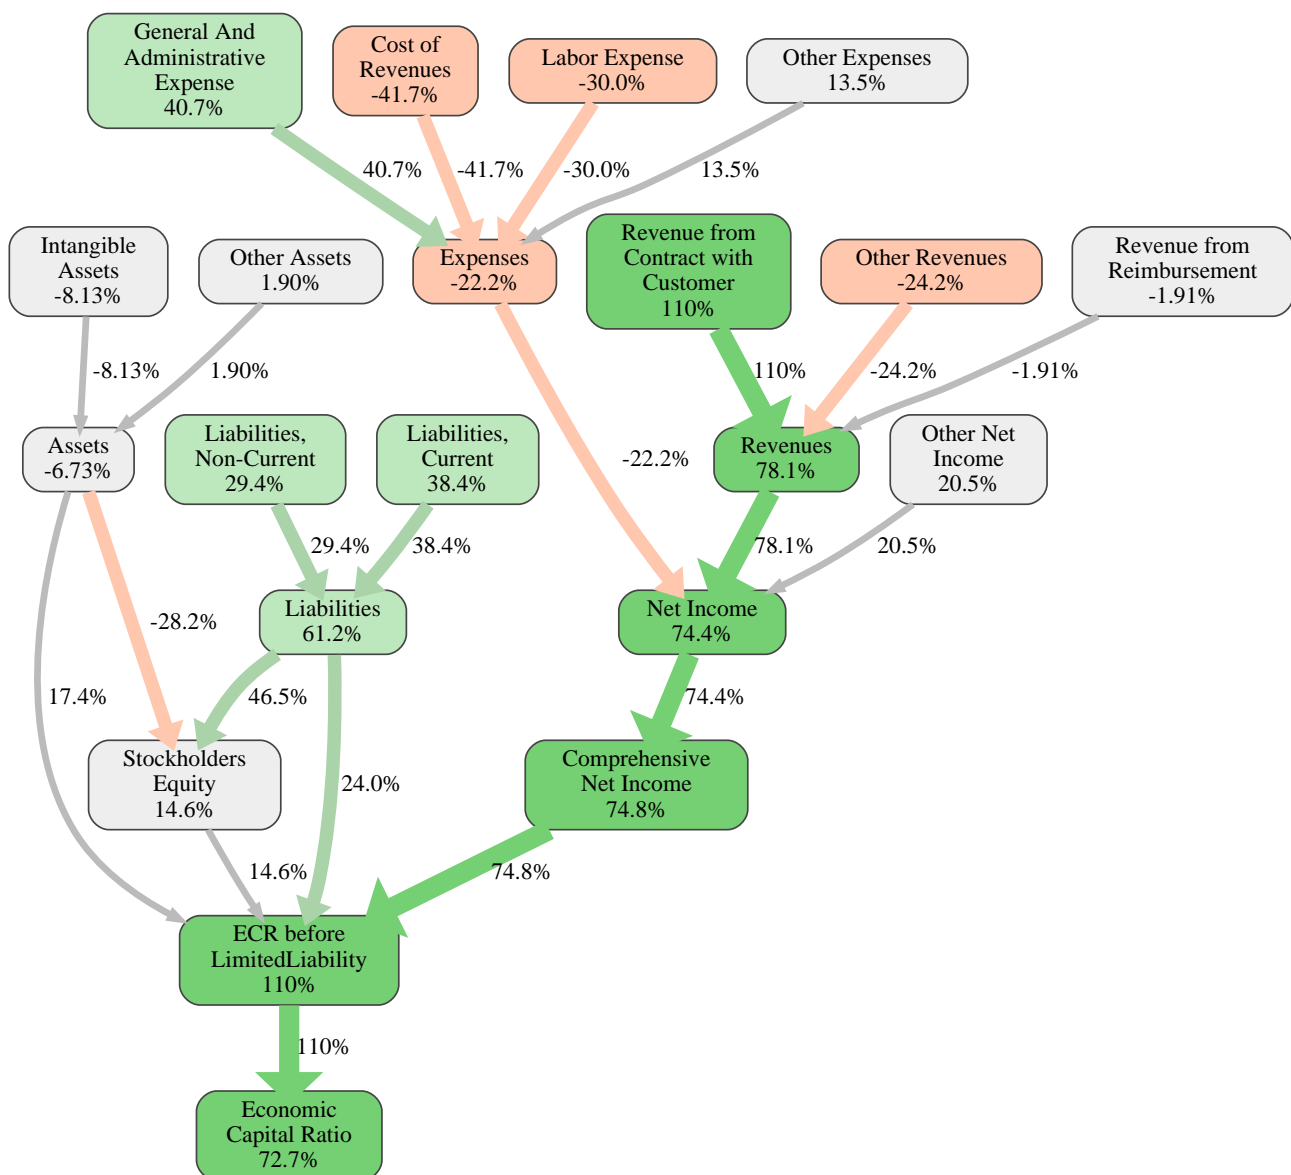 General And
Administrative
Expense
40.7%
Cost of
Revenues
-41.7%
Labor Expense
-30.0%
Other Expenses
13.5%
40.7%
-41.7%
-30.0%
13.5%
Intangible
Assets
-8.13%
Other Assets
1.90%
Expenses
-22.2%
Revenue from
Contract with
Customer
110%
Other Revenues
-24.2%
Revenue from
Reimbursement
-1.91%
-8.13%
1.90%
110%
-24.2%
-1.91%
Assets
-6.73%
Liabilities,
Non-Current
29.4%
Liabilities,
Current
38.4%
-22.2%
Revenues
78.1%
Other Net
Income
20.5%
29.4%
38.4%
78.1%
20.5%
-28.2%
Liabilities
61.2%
Net Income
74.4%
17.4%
46.5%
74.4%
Stockholders
Equity
14.6%
24.0%
Comprehensive
Net Income
74.8%
14.6%
74.8%
ECR before
LimitedLiability
110%
110%
Economic
Capital Ratio
72.7%